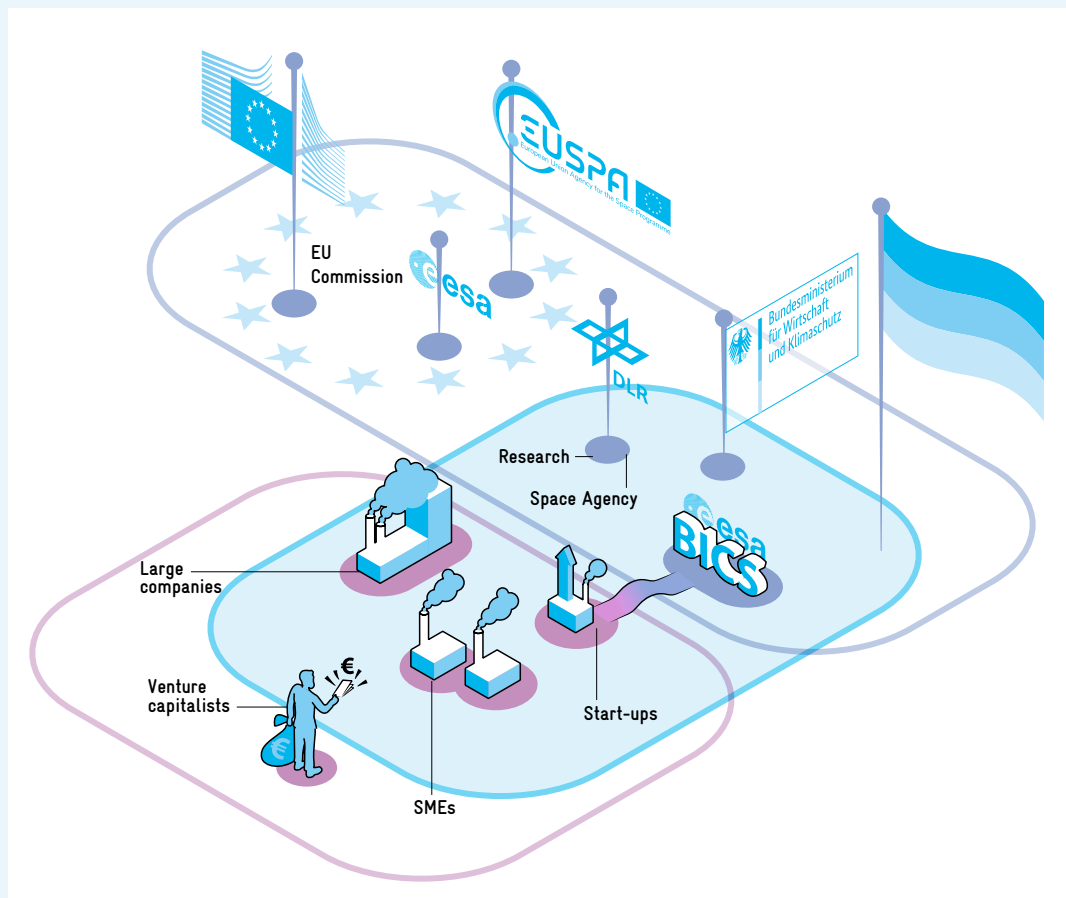 EUSPA
European Union Agency for the Space Programme
EU
Commission
esa
Bundesministerium
für Wirtschaft
und Klimaschutz
DLR
Research
Space Agency
esa
BICS
Large
companies
€
Venture
capitalists
€
Start-ups
SMEs